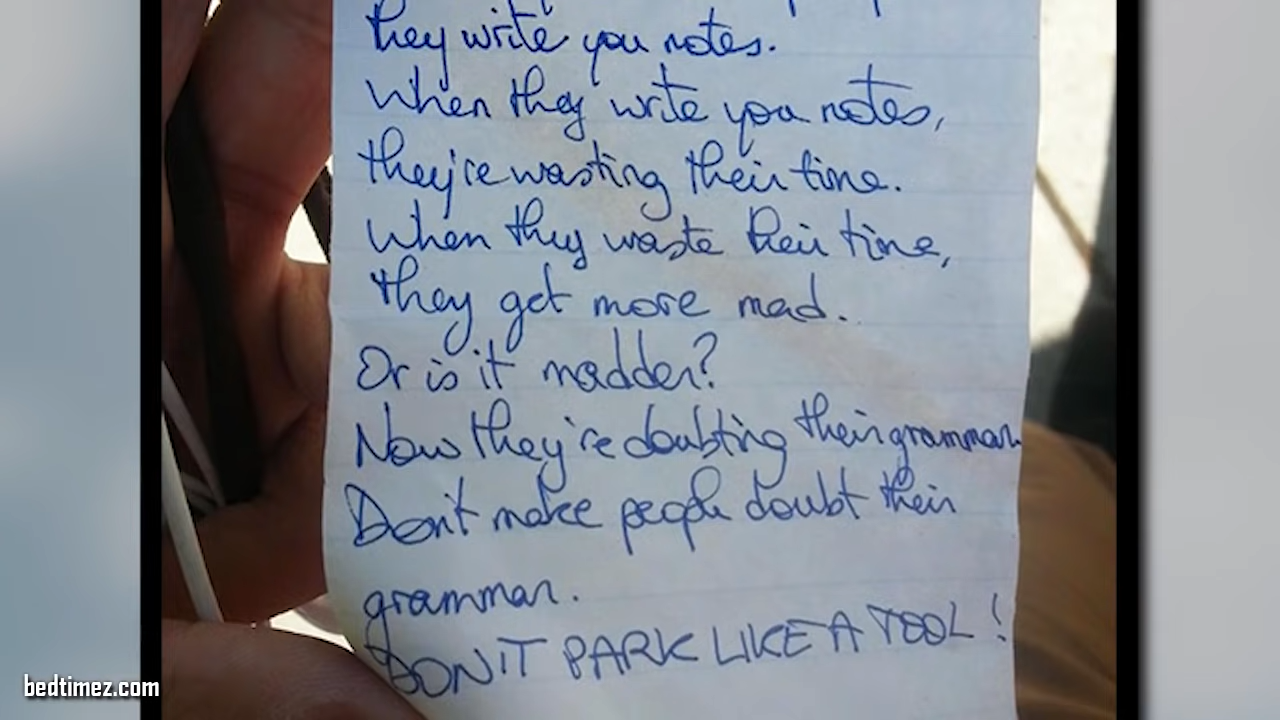 they write you notes.
When they write you notes,
they're wasting their time.
When they waste their time,
they get more mad.
Or is it madder?
Now they're doubting their grammar.
Don't make people doubt their
grammar.
DON'T PARK LIKE A TOOL!
bedtimez.com